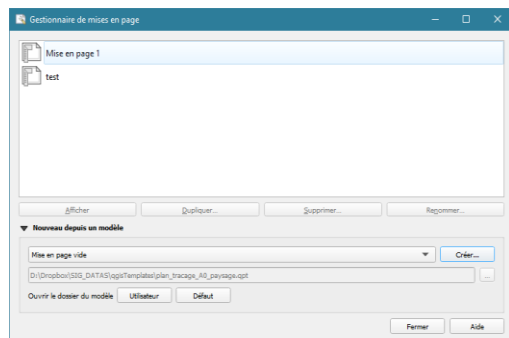 Gestionnaire de mises en page
Mise en page 1
test
Afficher Dupliquer... Supprimer... Renommer...
Nouveau depuis un modèle
Mise en page vide Créer...
D:\Dropbox\SIG_DATAS\qgisTemplates\plan_tracage_A0_paysage.qpt ...
Ouvrir le dossier du modèle Utilisateur Défaut
Fermer Aide